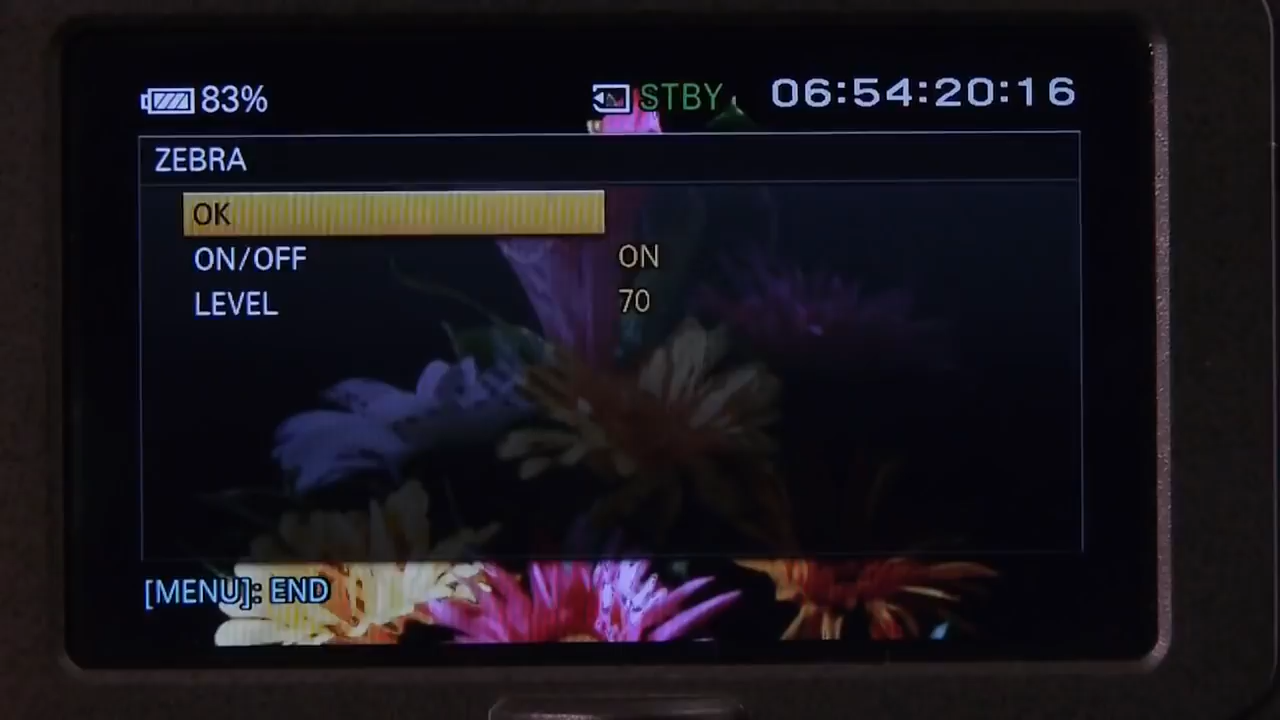 83% STBY 06:54:20:16
ZEBRA
OK
ON/OFF ON
LEVEL 70
[MENU]: END